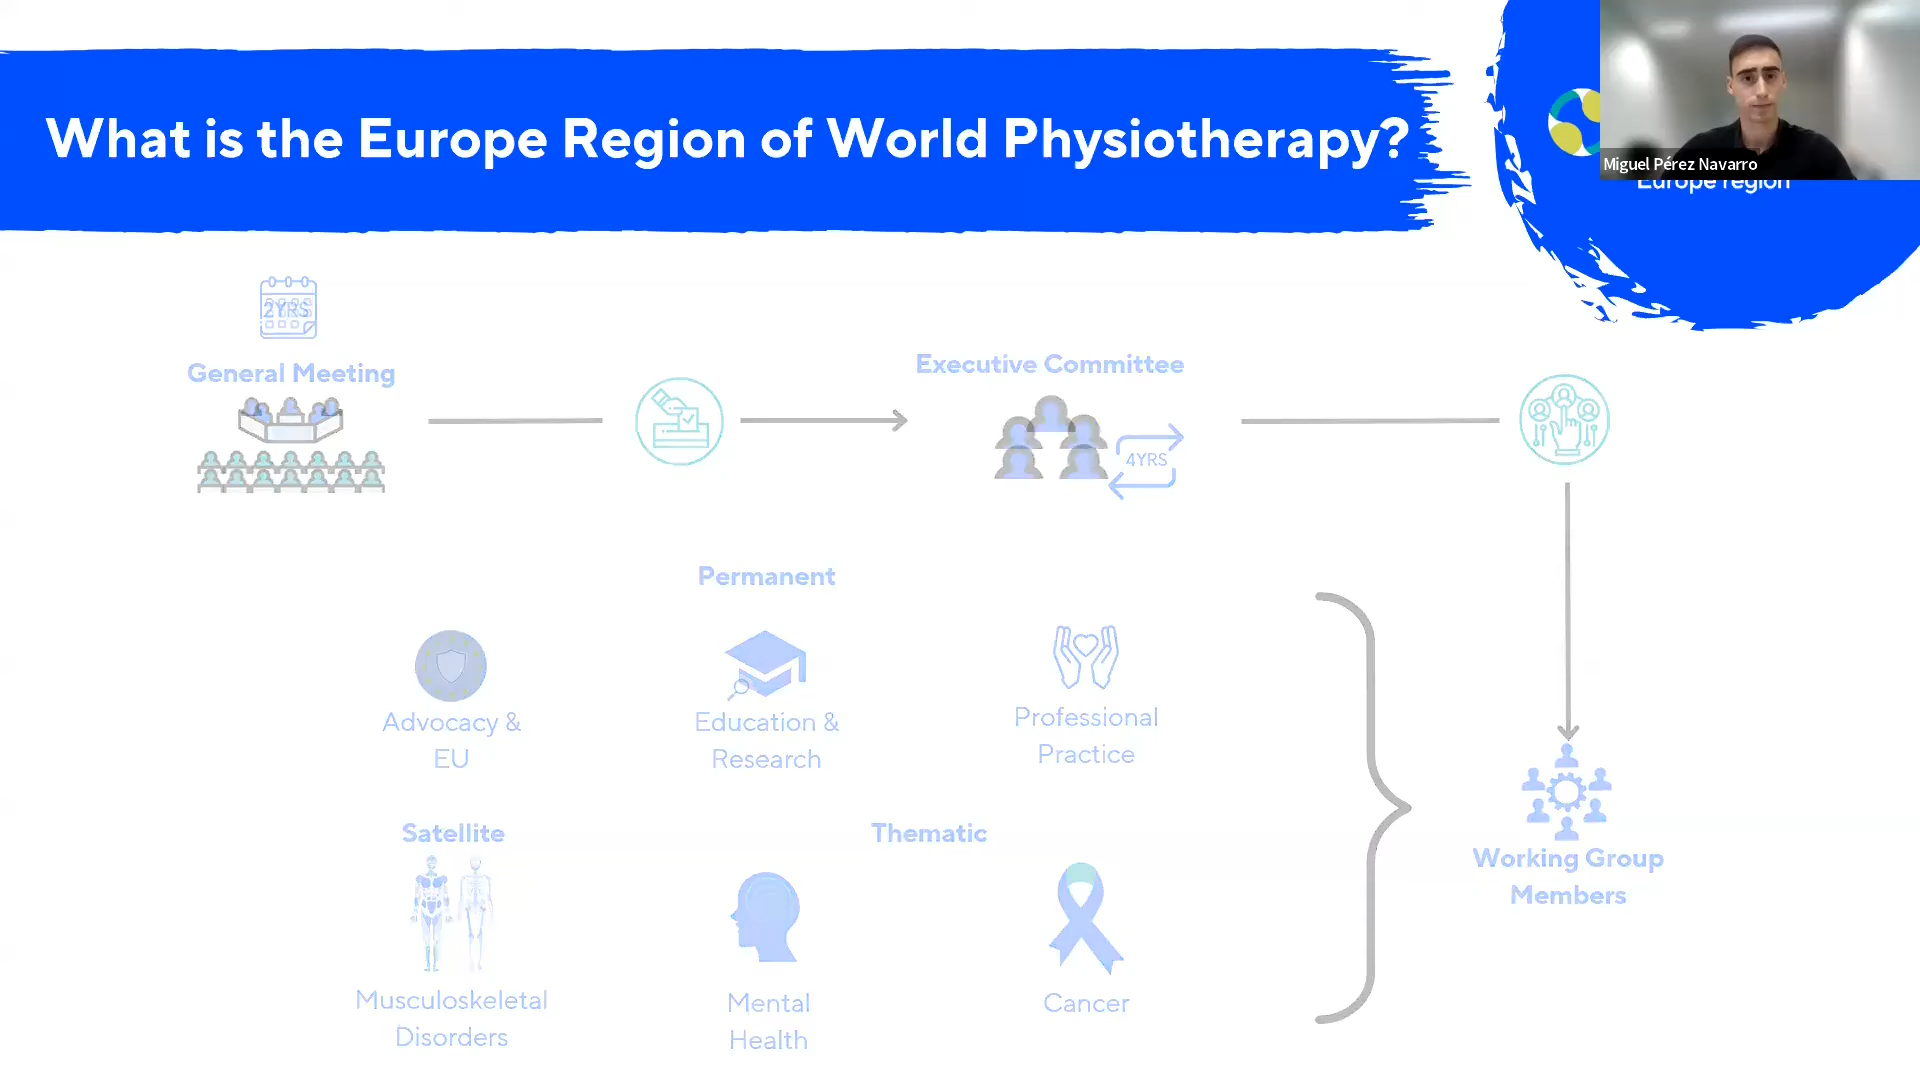 What is the Europe Region of World Physiotherapy?
Miguel Pérez Navarro
Europe region
2YRS
General Meeting
Executive Committee
4YRS
Permanent
Advocacy &
EU
Education &
Research
Professional
Practice
Satellite
Thematic
Musculoskeletal
Disorders
Mental
Health
Cancer
Working Group
Members